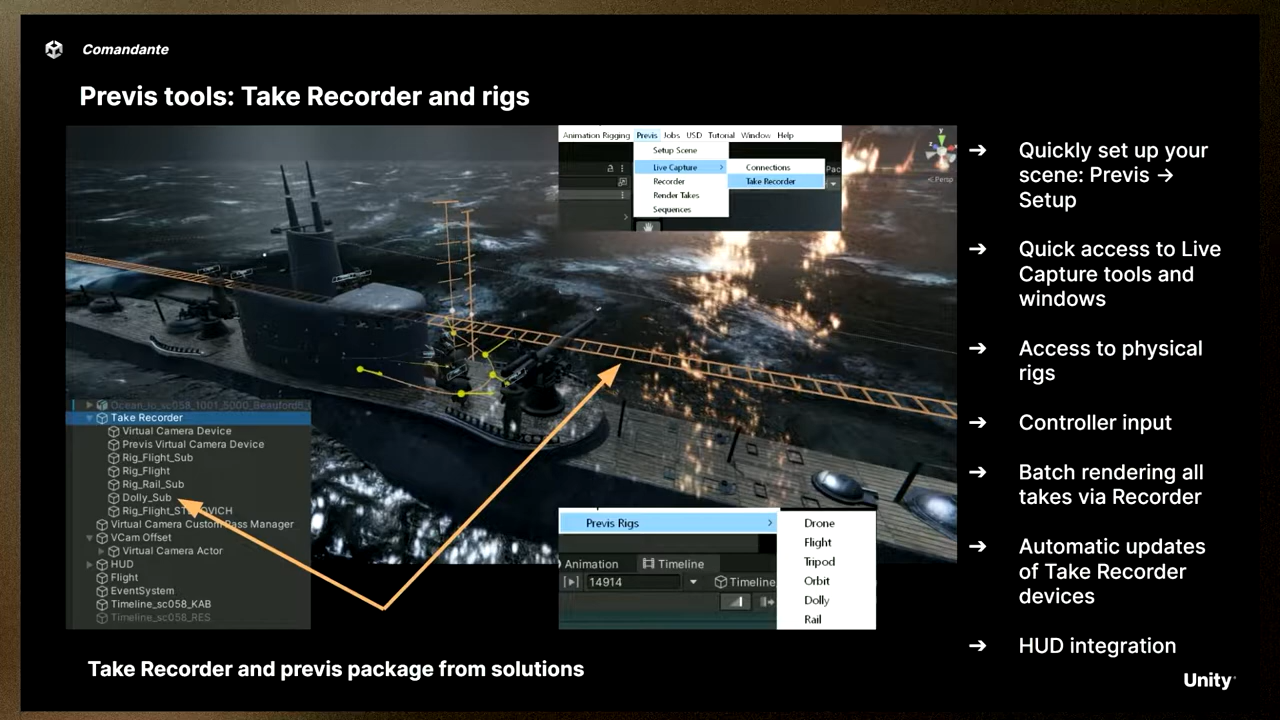 Comandante
Previs tools: Take Recorder and rigs
Animation Rigging Previs Jobs USD Tutorial Window Help
Setup Scene
Live Capture
Recorder
Render Takes
Sequences
Connections
Take Recorder
Pac
y
< Persp
Take Recorder
Virtual Camera Device
Previs Virtual Camera Device
Rig_Flight_Sub
Rig_Flight
Rig_Rail_Sub
Dolly_Sub
Virtual Camera Custom Pass Manager
VCam Offset
Virtual Camera Actor
HUD
Flight
EventSystem
Timeline_sc058_KAB
Timeline_sc058_RES
Previs Rigs
Drone
Flight
Tripod
Orbit
Dolly
Rail
Animation Timeline
14914 Timeline
→ Quickly set up your
scene: Previs →
Setup
→ Quick access to Live
Capture tools and
windows
→ Access to physical
rigs
→ Controller input
→ Batch rendering all
takes via Recorder
→ Automatic updates
of Take Recorder
devices
→ HUD integration
Take Recorder and previs package from solutions
Unity